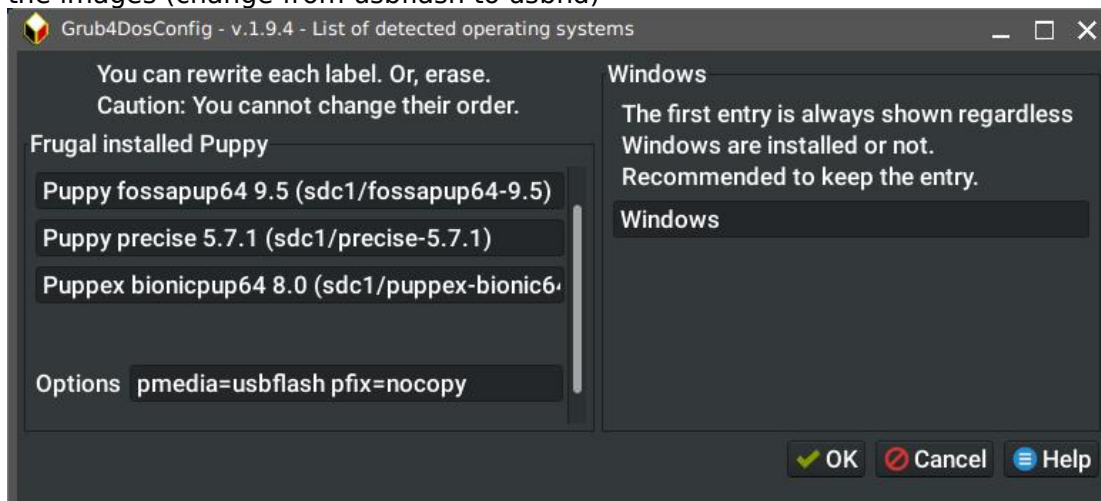 the images (change from usbflash to usbhd)
Grub4DosConfig - v.1.9.4 - List of detected operating systems
You can rewrite each label. Or, erase.
Caution: You cannot change their order.
Frugal installed Puppy
Puppy fossapup64 9.5 (sdc1/fossapup64-9.5)
Puppy precise 5.7.1 (sdc1/precise-5.7.1)
Puppex bionicpup64 8.0 (sdc1/puppex-bionic64
Options pmedia=usbflash pfix=nocopy
Windows
The first entry is always shown regardless
Windows are installed or not.
Recommended to keep the entry.
Windows
OK Cancel Help